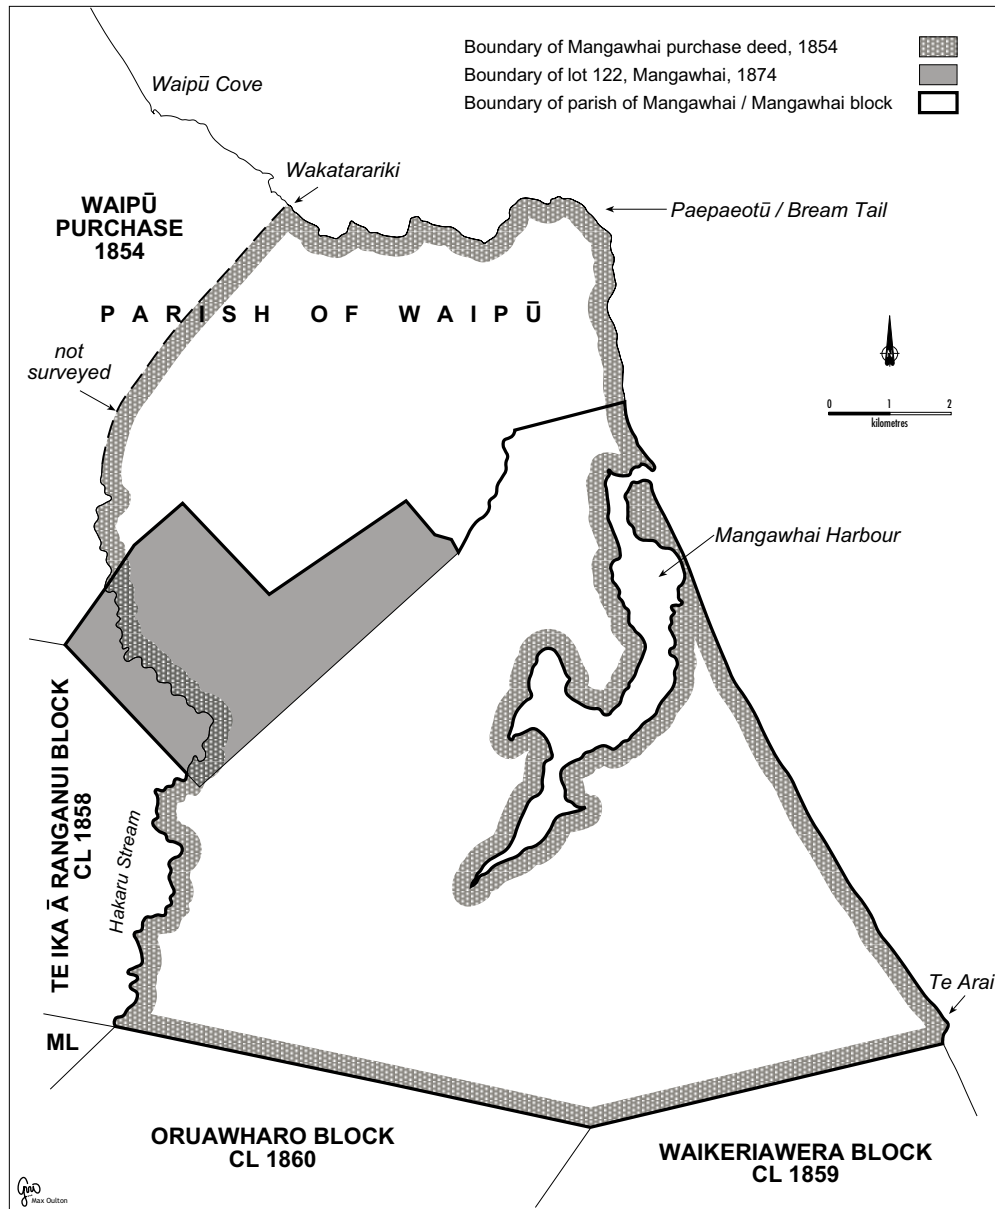 Boundary of Mangawhai purchase deed, 1854
Boundary of lot 122, Mangawhai, 1874
Boundary of parish of Mangawhai / Mangawhai block
Waipū Cove
Wakatarariki
WAIPŪ
PURCHASE
1854
Paepaeotū / Bream Tail
PARISH OF WAIPŪ
not
surveyed
0 1 2
kilometres
Mangawhai Harbour
TE IKA Ā RANGANUI BLOCK
CL 1858
Hakaru Stream
Te Arai
ML
ORUAWHARO BLOCK
CL 1860
WAIKERIAWERA BLOCK
CL 1859
Max Oulton